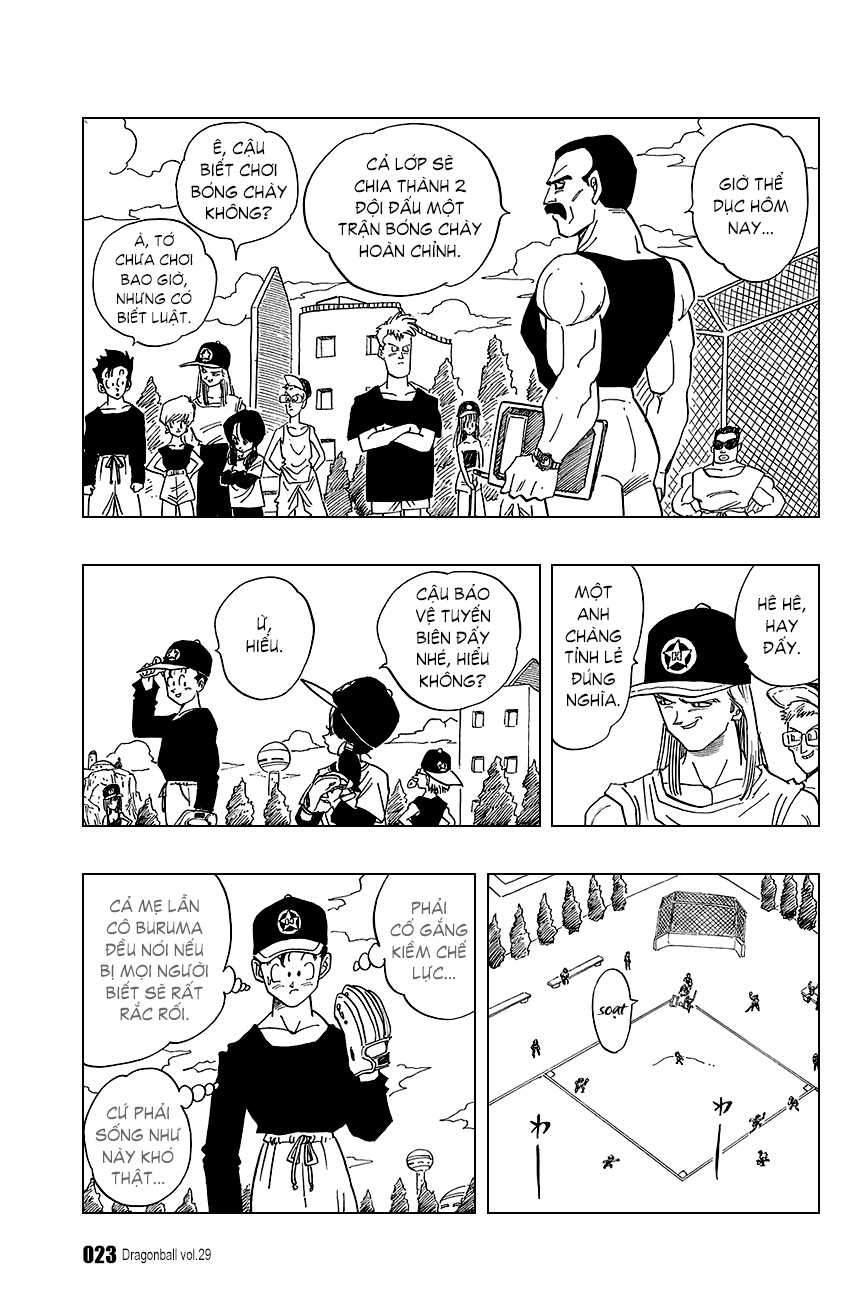 GIỜ THỂ
DỤC HÔM
NAY...
CẢ LỚP SẼ
CHIA THÀNH 2
ĐỘI ĐẤU MỘT
TRẬN BÓNG CHÀY
HOÀN CHỈNH.
Ê, CẬU
BIẾT CHƠI
BÓNG CHÀY
KHÔNG?
À, TỚ
CHƯA CHƠI
BAO GIỜ,
NHƯNG CÓ
BIẾT LUẬT.
HÊ HÊ,
HAY
ĐẤY.
MỘT
ANH
CHÀNG
TỈNH LẺ
ĐÚNG
NGHĨA.
CẬU BẢO
VỆ TUYẾN
BIÊN ĐẤY
NHÉ, HIỂU
KHÔNG?
Ừ,
HIỂU.
soạt
わー
わー
PHẢI
CỐ GẮNG
KIỀM CHẾ
LỰC...
CẢ MẸ LẪN
CÔ BURUMA
ĐỀU NÓI NẾU
BỊ MỌI NGƯỜI
BIẾT SẼ RẤT
RẮC RỐI.
CỨ PHẢI
SỐNG NHƯ
NÀY KHÓ
THẬT...
023 Dragonball vol.29